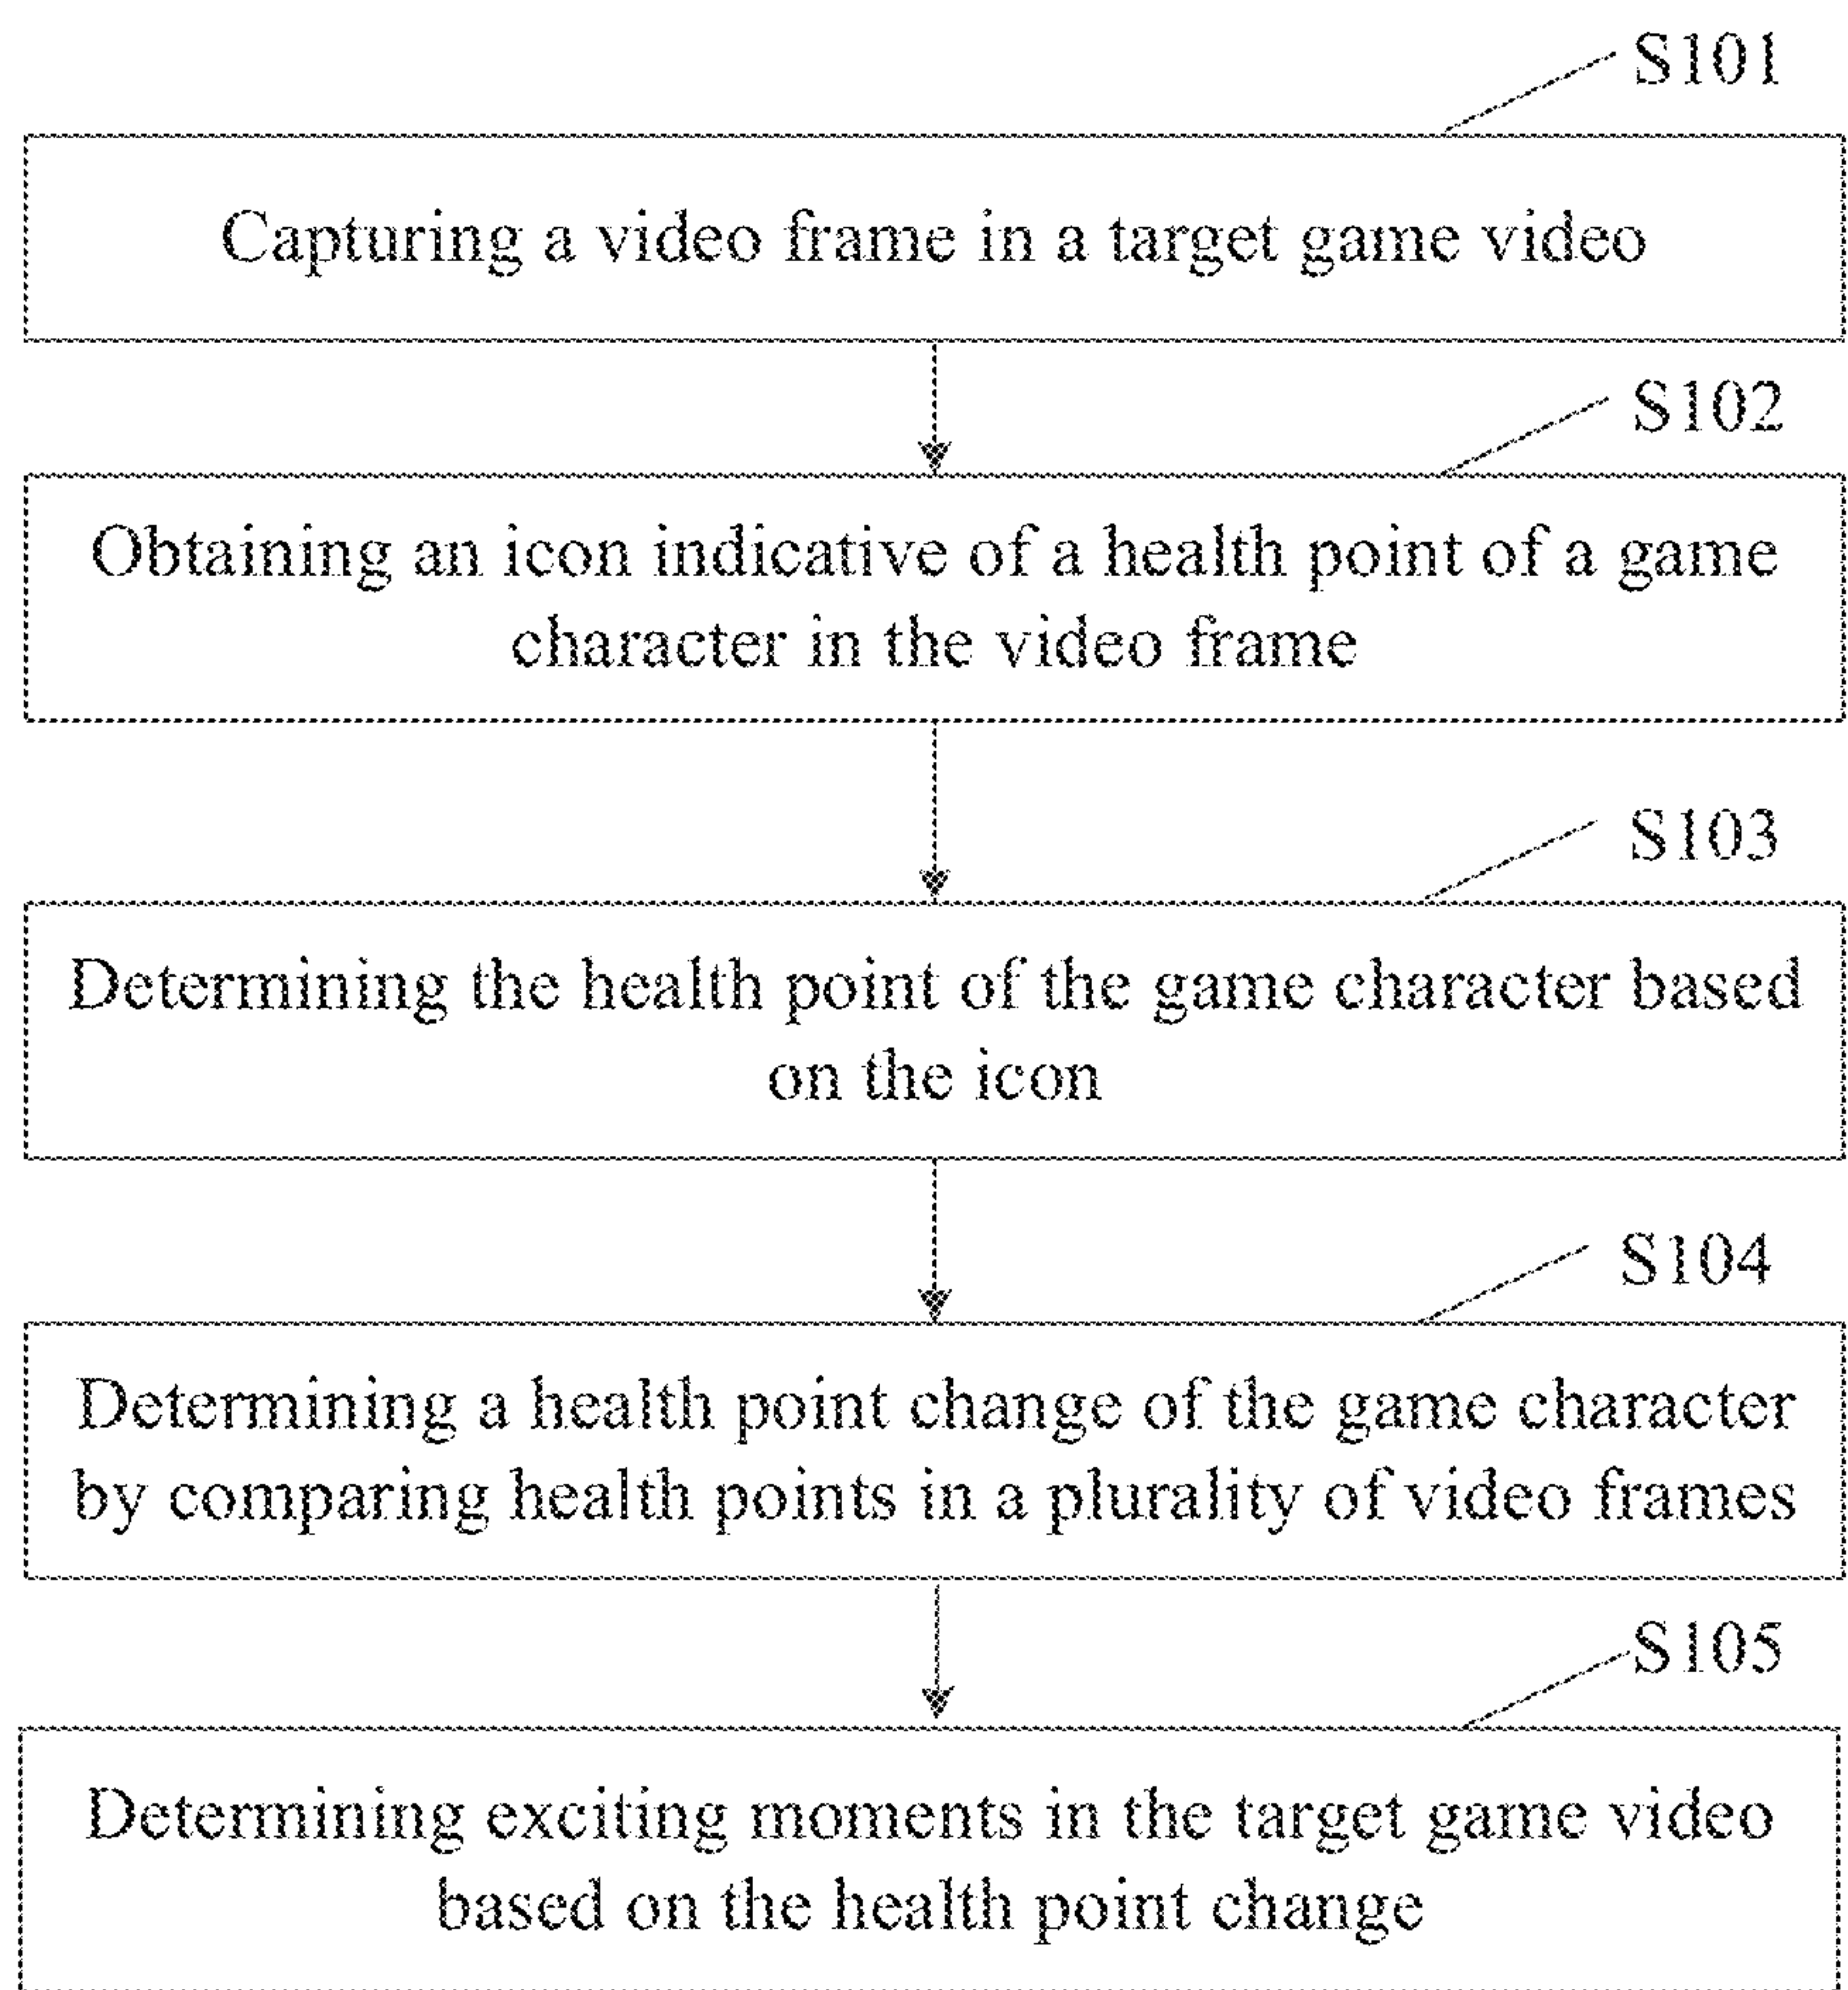 S101
Capturing a video frame in a target game video
S102
Obtaining an icon indicative of a health point of a game
character in the video frame
S103
Determining the health point of the game character based
on the icon
S104
Determining a health point change of the game character
by comparing health points in a plurality of video frames
S105
Determining exciting moments in the target game video
based on the health point change